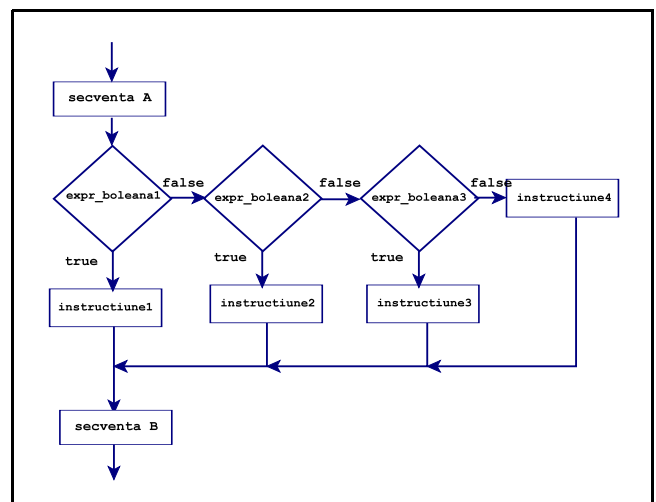 secventa A
false
false
false
expr_boleana1
expr_boleana2
expr_boleana3
instructiune4
true
true
true
instructiune1
instructiune2
instructiune3
secventa B